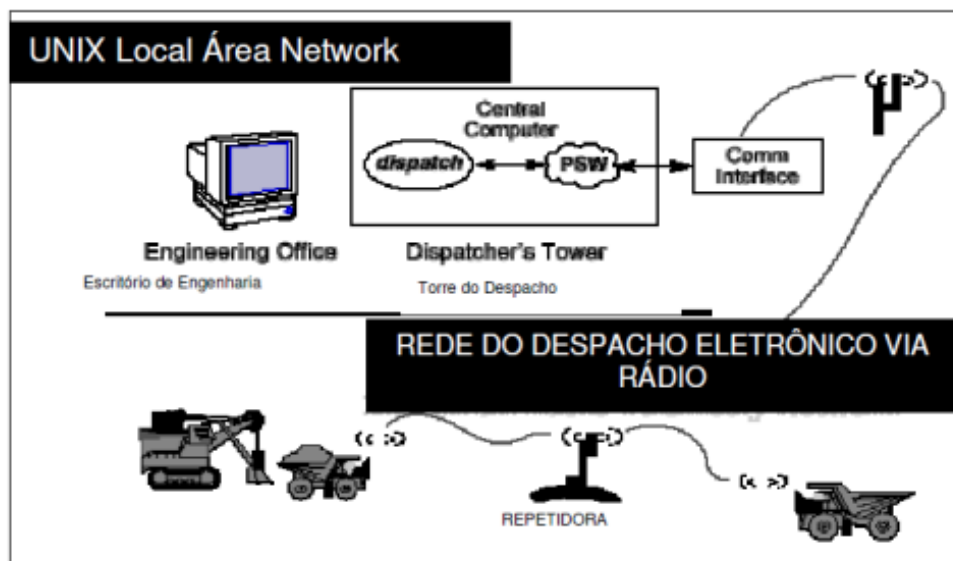 UNIX Local Área Network
Central
Computer
dispatch
PSW
Comm
Interface
Engineering Office
Dispatcher's Tower
Escritório de Engenharia
Torre do Despacho
REDE DO DESPACHO ELETRÔNICO VIA
RÁDIO
REPETIDORA